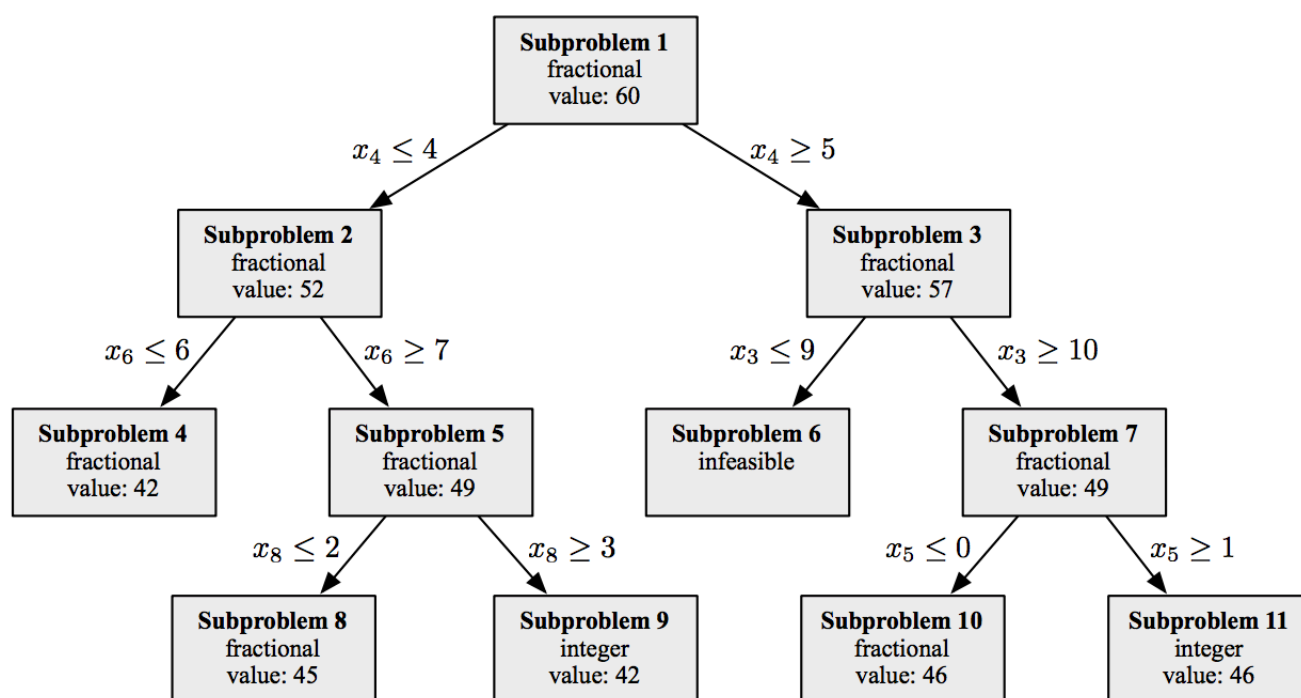 Subproblem 1
fractional
value: 60
x₄ ≤ 4
x₄ ≥ 5
Subproblem 2
fractional
value: 52
Subproblem 3
fractional
value: 57
x₆ ≤ 6
x₆ ≥ 7
x₃ ≤ 9
x₃ ≥ 10
Subproblem 4
fractional
value: 42
Subproblem 5
fractional
value: 49
Subproblem 6
infeasible
Subproblem 7
fractional
value: 49
x₈ ≤ 2
x₈ ≥ 3
x₅ ≤ 0
x₅ ≥ 1
Subproblem 8
fractional
value: 45
Subproblem 9
integer
value: 42
Subproblem 10
fractional
value: 46
Subproblem 11
integer
value: 46